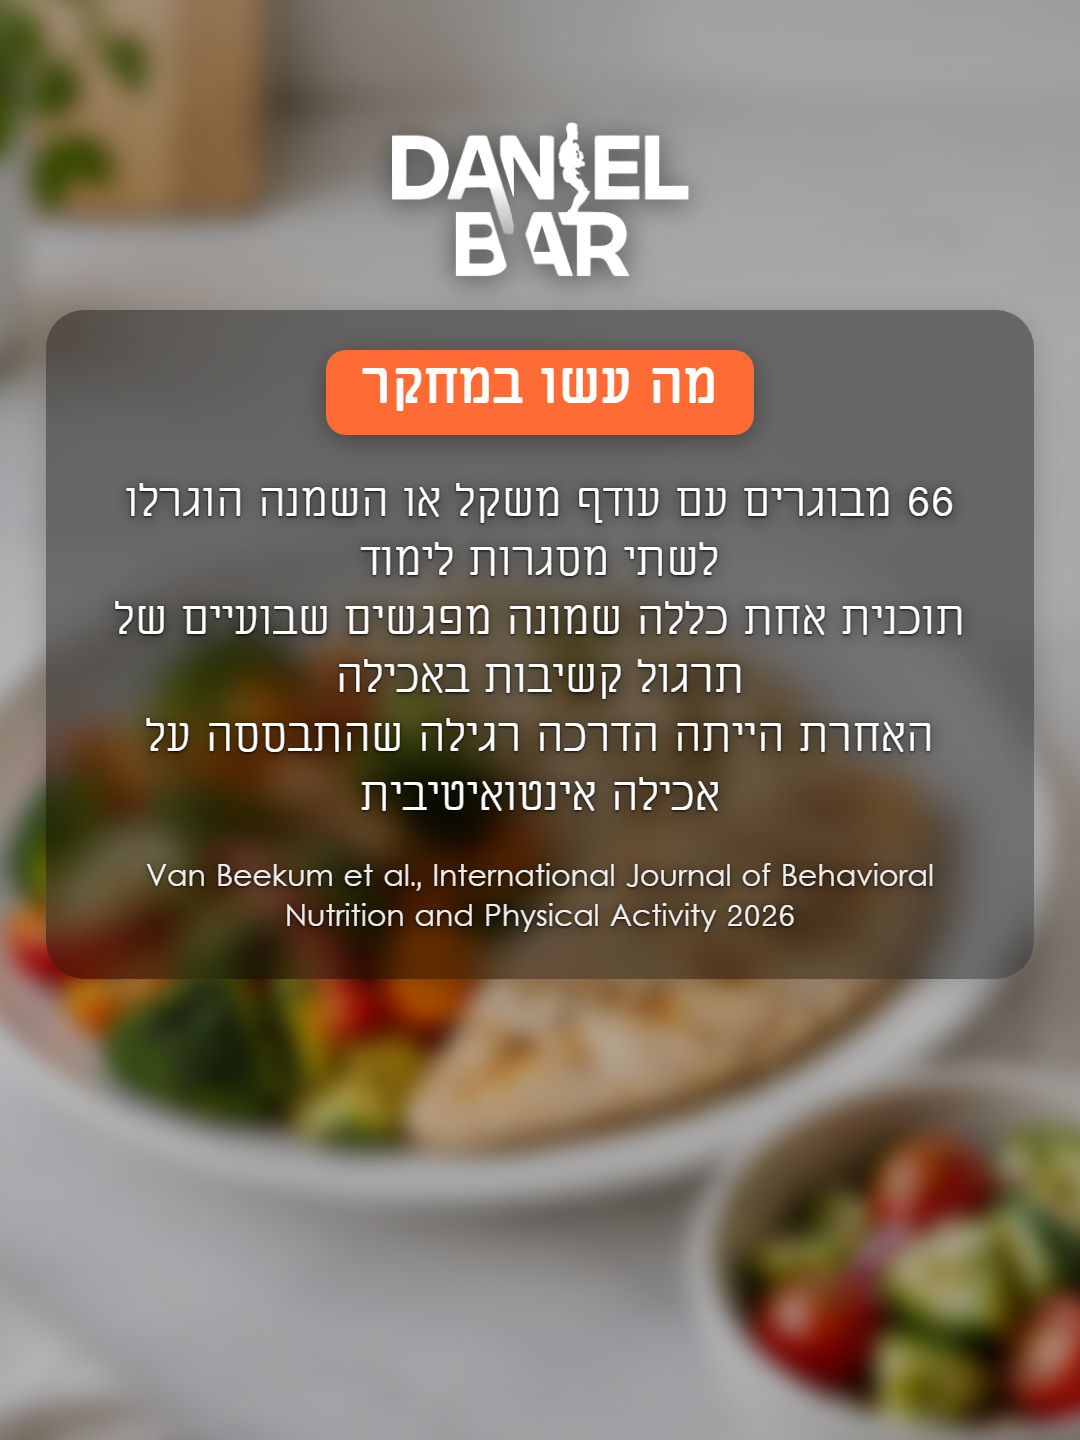 DANIEL
BAR
מה עשו במחקר
66 מבוגרים עם עודף משקל או השמנה הוגרלו
לשתי מסגרות לימוד
תוכנית אחת כללה שמונה מפגשים שבועיים של
תרגול קשיבות באכילה
האחרת הייתה הדרכה רגילה שהתבססה על
אכילה אינטואיטיבית
Van Beekum et al., International Journal of Behavioral
Nutrition and Physical Activity 2026